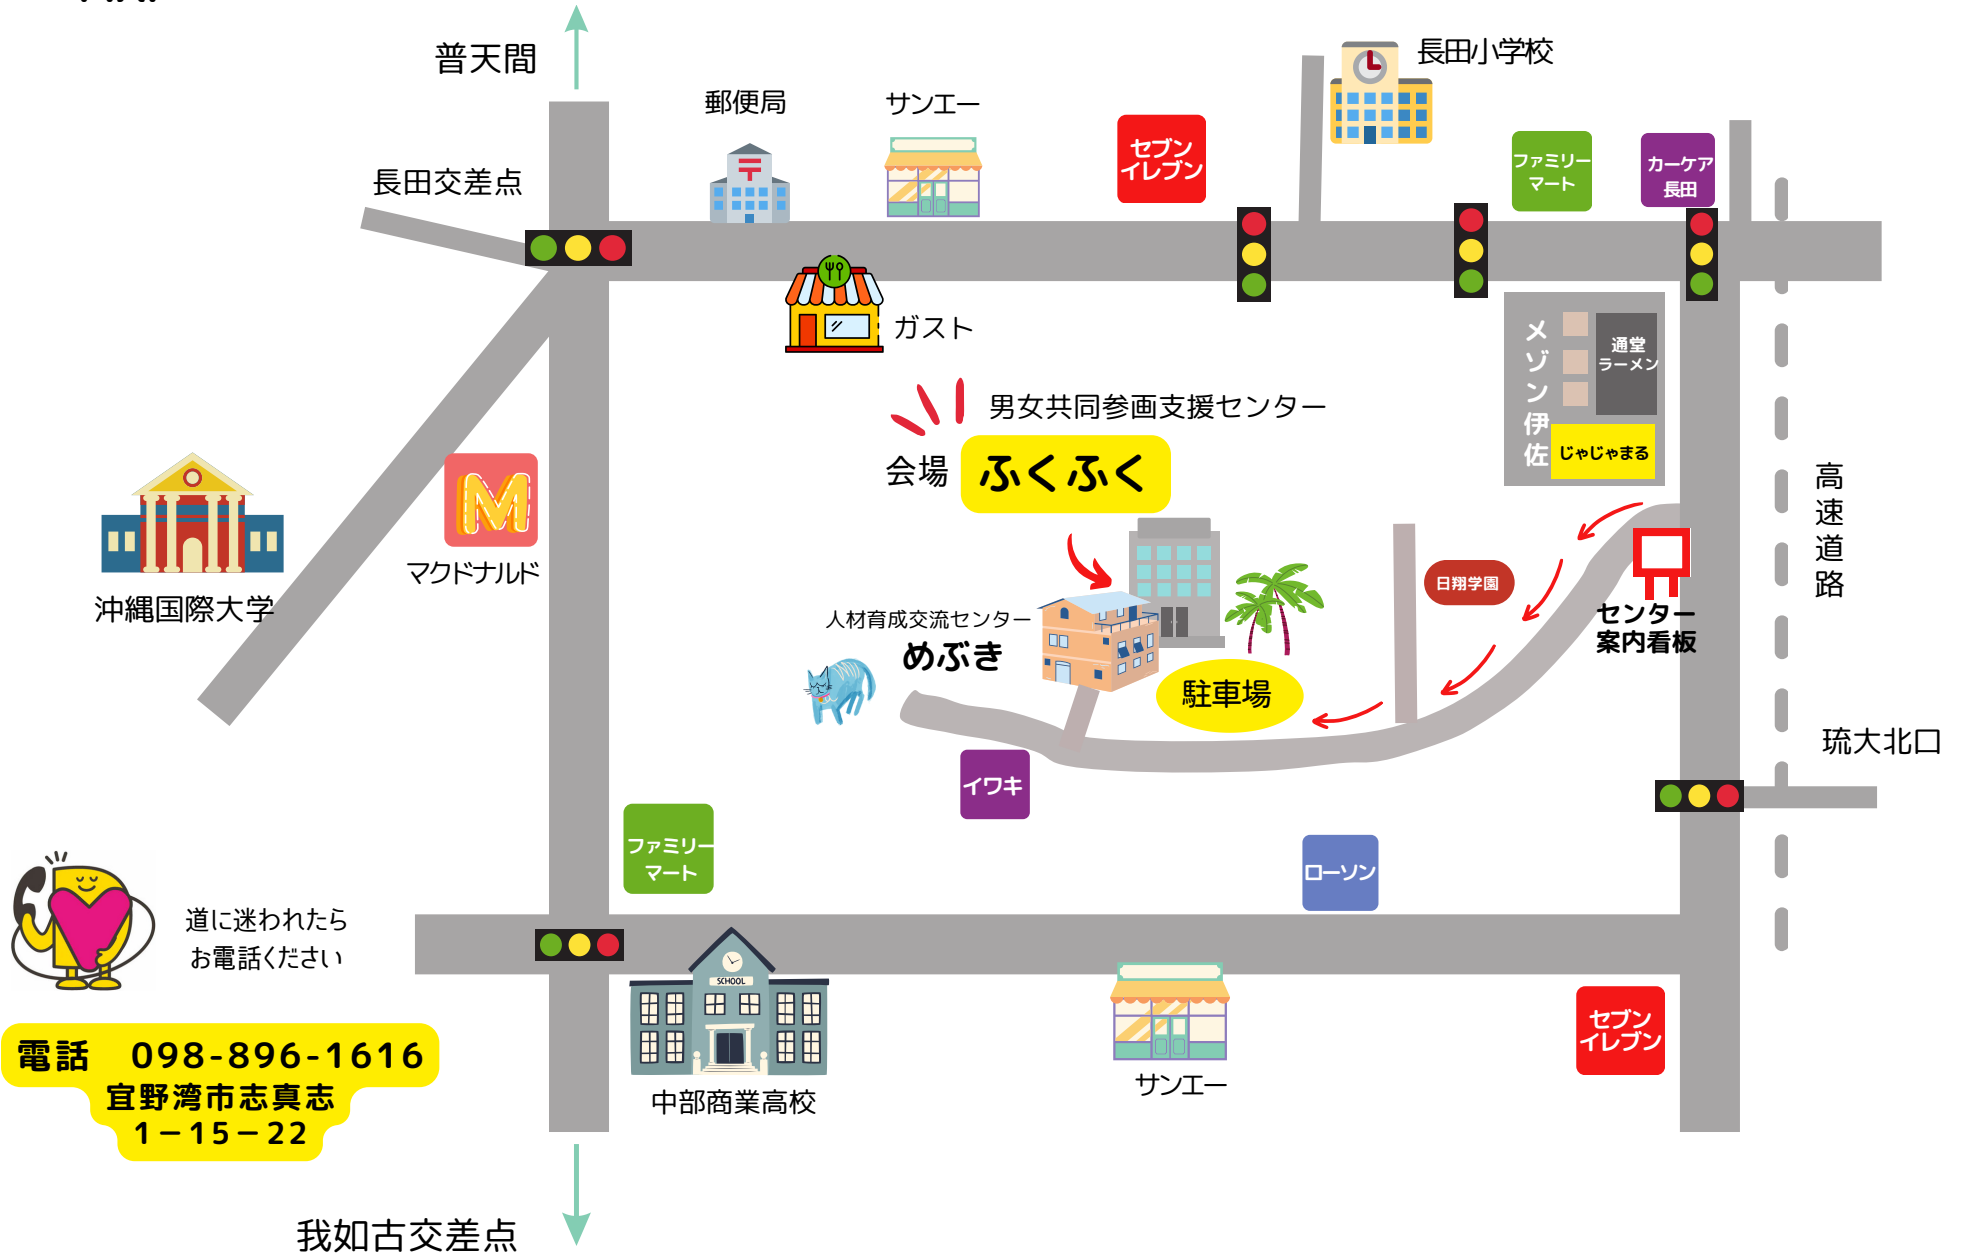 普天間
長田小学校
郵便局
サンエー
セブン
イレブン
ファミリー
マート
カーケア
長田
長田交差点
ガスト
メゾン伊佐
通堂
ラーメン
じゃじゃまる
男女共同参画支援センター
会場
ふくふく
高速道路
M
マクドナルド
沖縄国際大学
日翔学園
センター
案内看板
人材育成交流センター
めぶき
駐車場
琉大北口
イワキ
ファミリー
マート
ローソン
道に迷われたら
お電話ください
SCHOOL
中部商業高校
サンエー
セブン
イレブン
電話 098-896-1616
宜野湾市志真志
1－15－22
我如古交差点